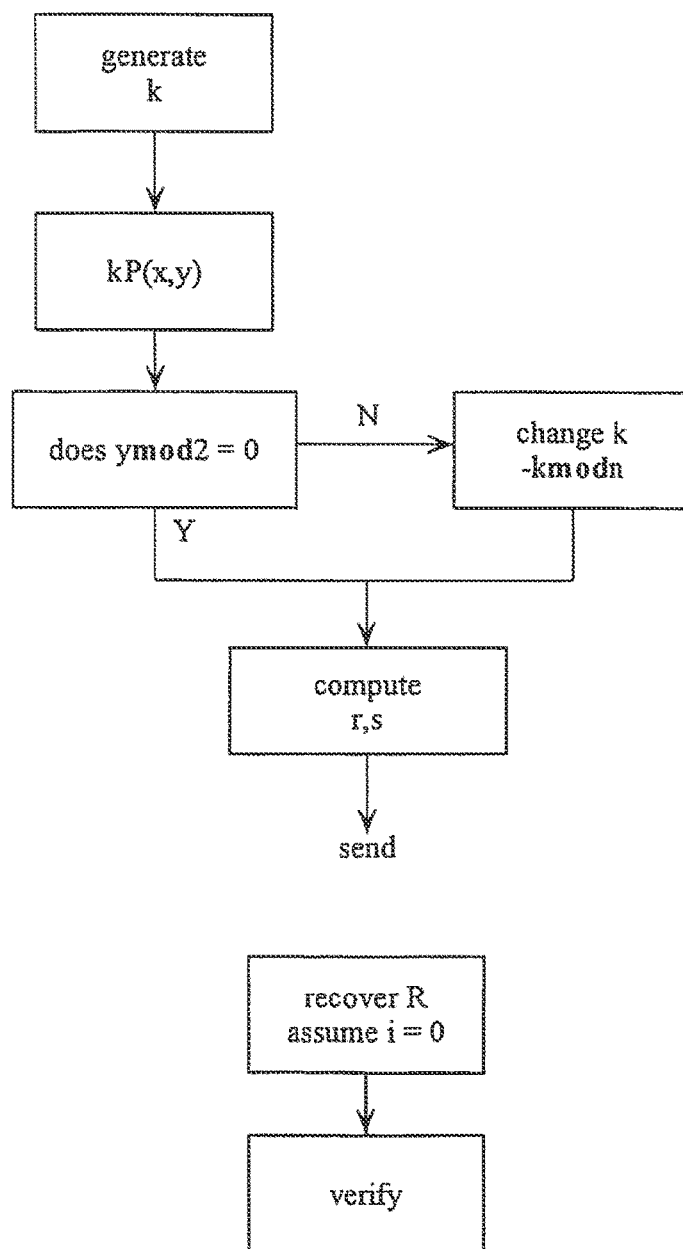 generate
k
kP(x,y)
does ymod2 = 0
N
change k
-kmodn
Y
compute
r,s
send
recover R
assume i = 0
verify